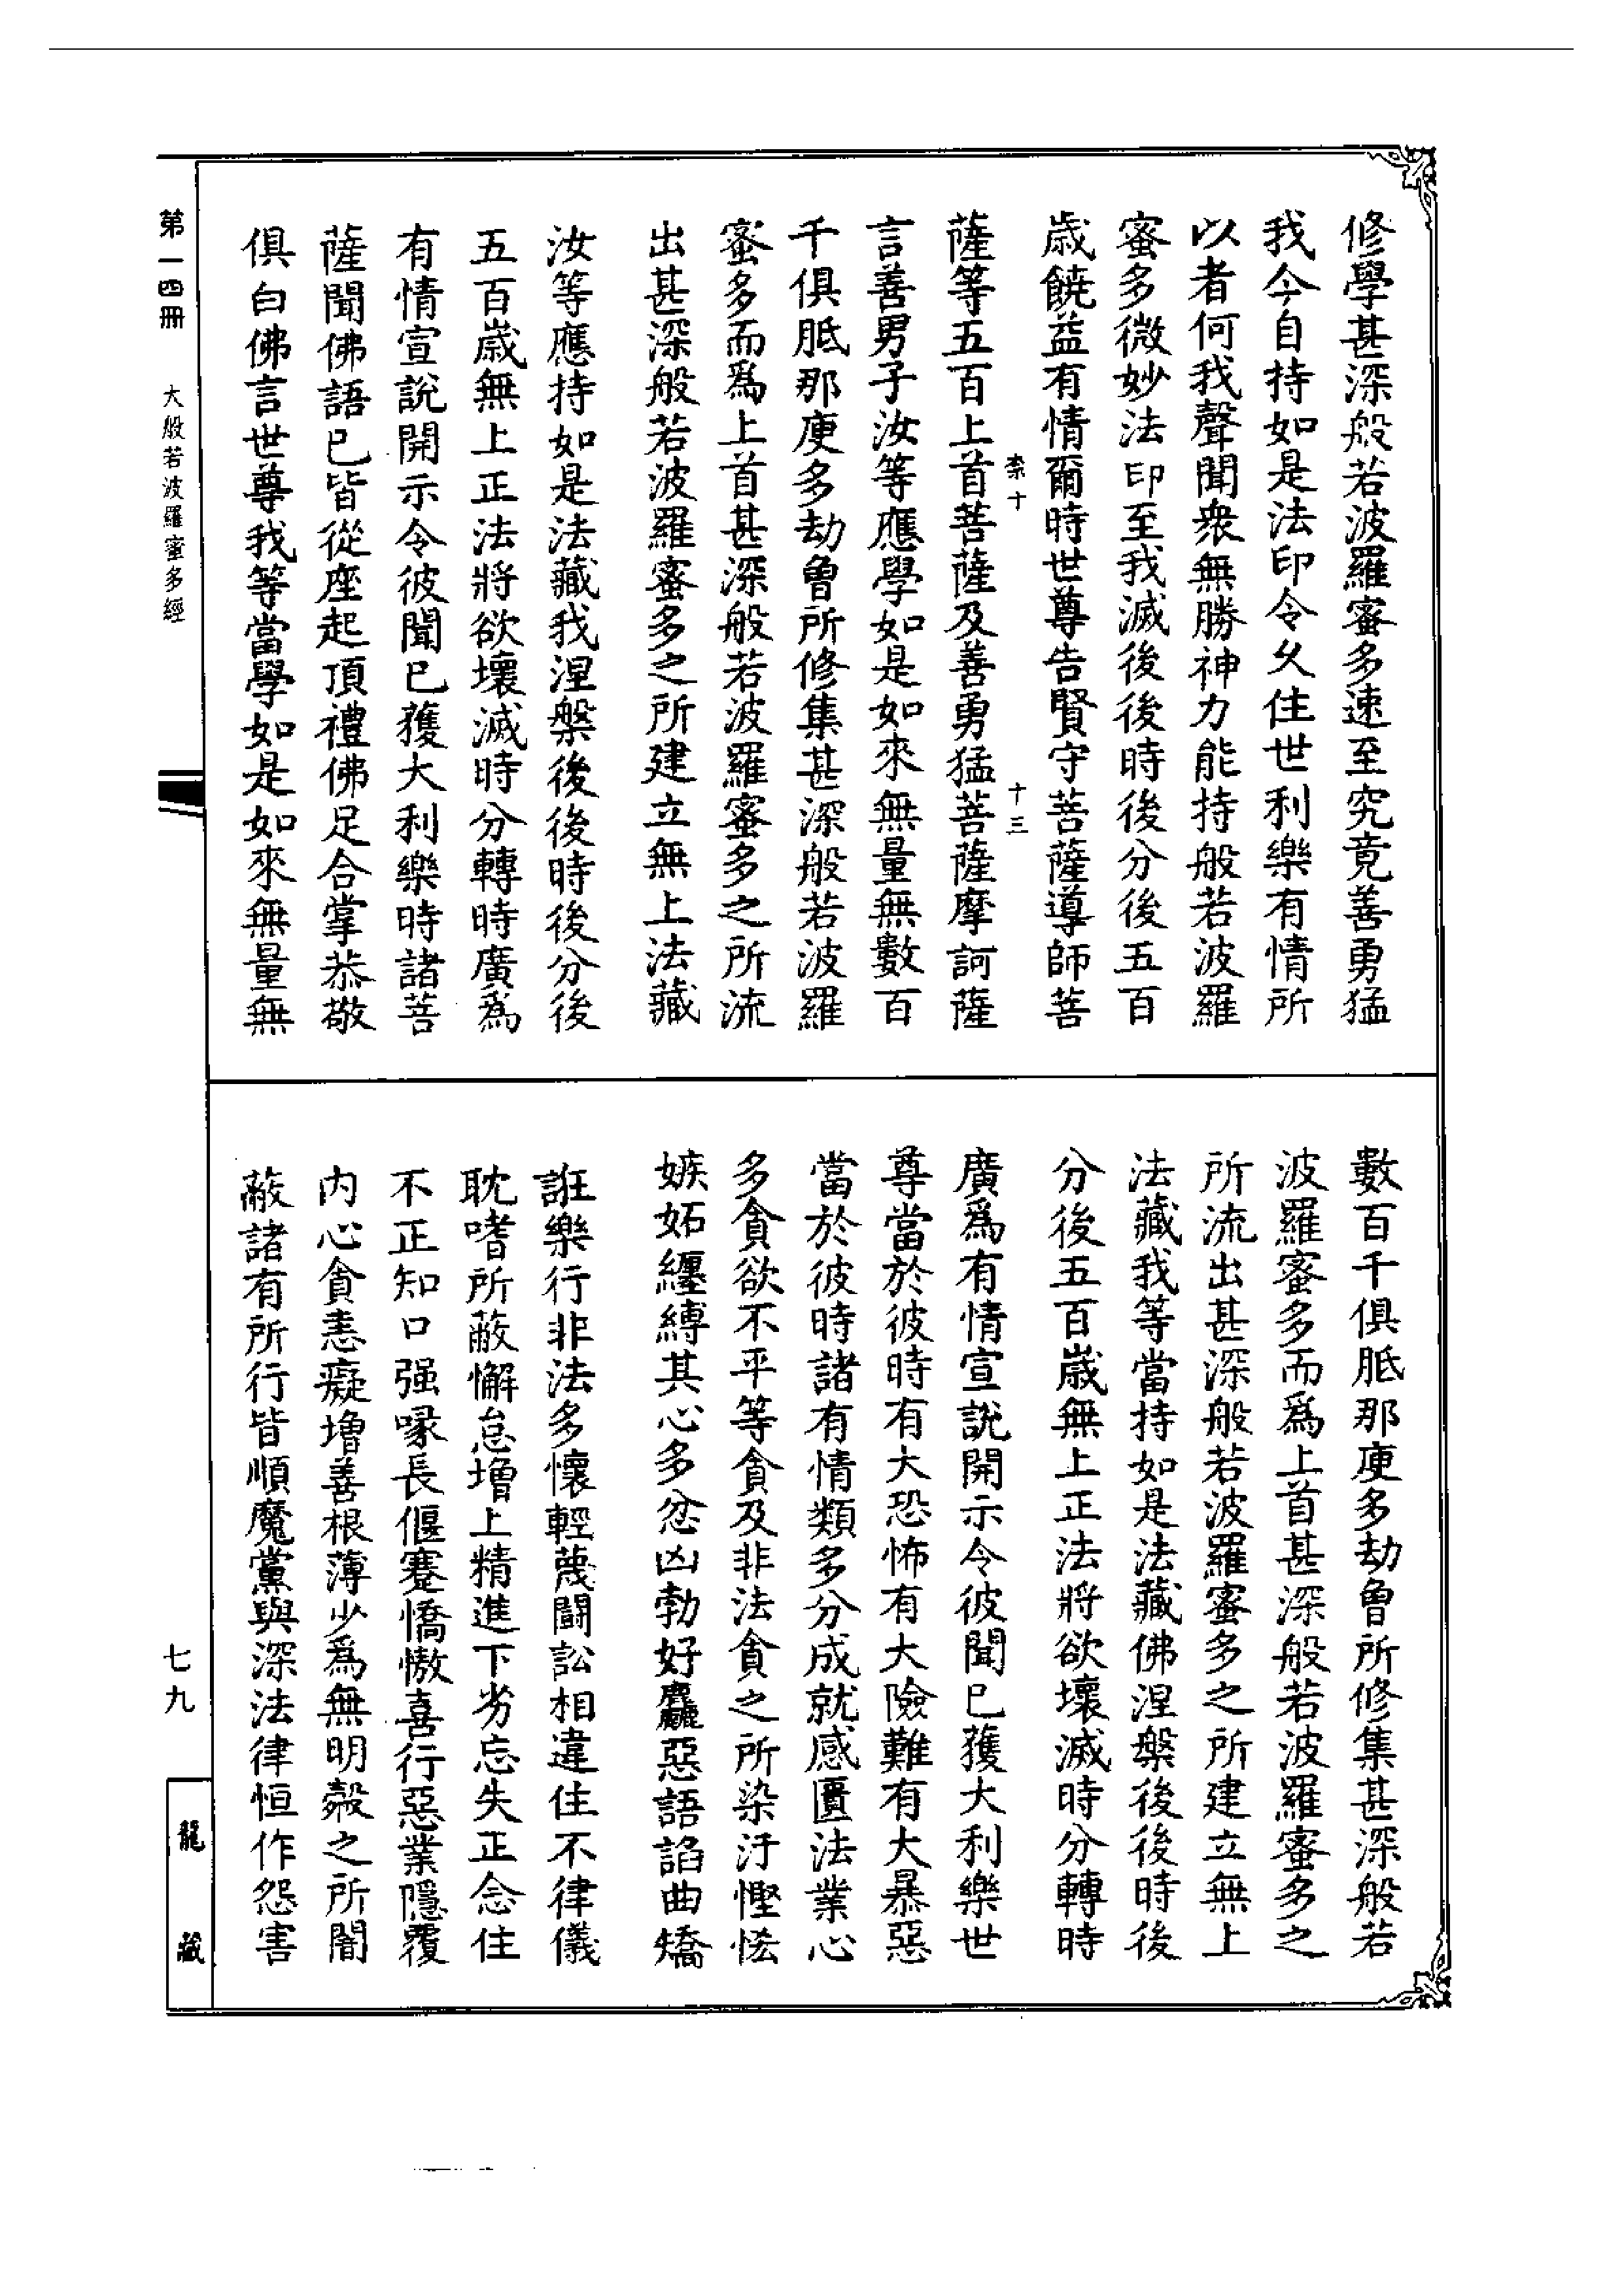 修學甚深般若波羅蜜多速至究竟善勇猛
我今自持如是法印令久住世利樂有情所
以者何我聲聞衆無勝神力能持般若波羅
蜜多微妙法印至我滅後後時後分後五百
歲饒益有情爾時世尊告賢守菩薩導師菩
柰十 十三
薩等五百上首菩薩及善勇猛菩薩摩訶薩
言善男子汝等應學如是如來無量無數百
千俱胝那庾多劫曾所修集甚深般若波羅
蜜多而爲上首甚深般若波羅蜜多之所流
出甚深般若波羅蜜多之所建立無上法藏
汝等應持如是法藏我涅槃後後時後分後
五百歲無上正法將欲壞滅時分轉時廣爲
有情宣說開示令彼聞已獲大利樂時諸菩
薩聞佛語已皆從座起頂禮佛足合掌恭敬
俱白佛言世尊我等當學如是如來無量無
數百千俱胝那庾多劫曾所修集甚深般若
波羅蜜多而爲上首甚深般若波羅蜜多之
所流出甚深般若波羅蜜多之所建立無上
法藏我等當持如是法藏佛涅槃後後時後
分後五百歲無上正法將欲壞滅時分轉時
廣爲有情宣說開示令彼聞已獲大利樂世
尊當於彼時有大恐怖有大險難有大暴惡
當於彼時諸有情類多分成就感匱法業心
多貪欲不平等貪及非法貪之所染汙慳悋
嫉妬纏縛其心多忿凶勃好麤惡語諂曲矯
誑樂行非法多懷輕蔑鬭訟相違住不律儀
耽嗜所蔽懈怠增上精進下劣忘失正念住
不正知口强喙長偃蹇憍慠喜行惡業隱覆
内心貪恚癡增善根薄少爲無明㲉之所闇
蔽諸有所行皆順魔黨與深法律恒作怨害
第一四冊 大般若波羅蜜多經
七九
龍藏